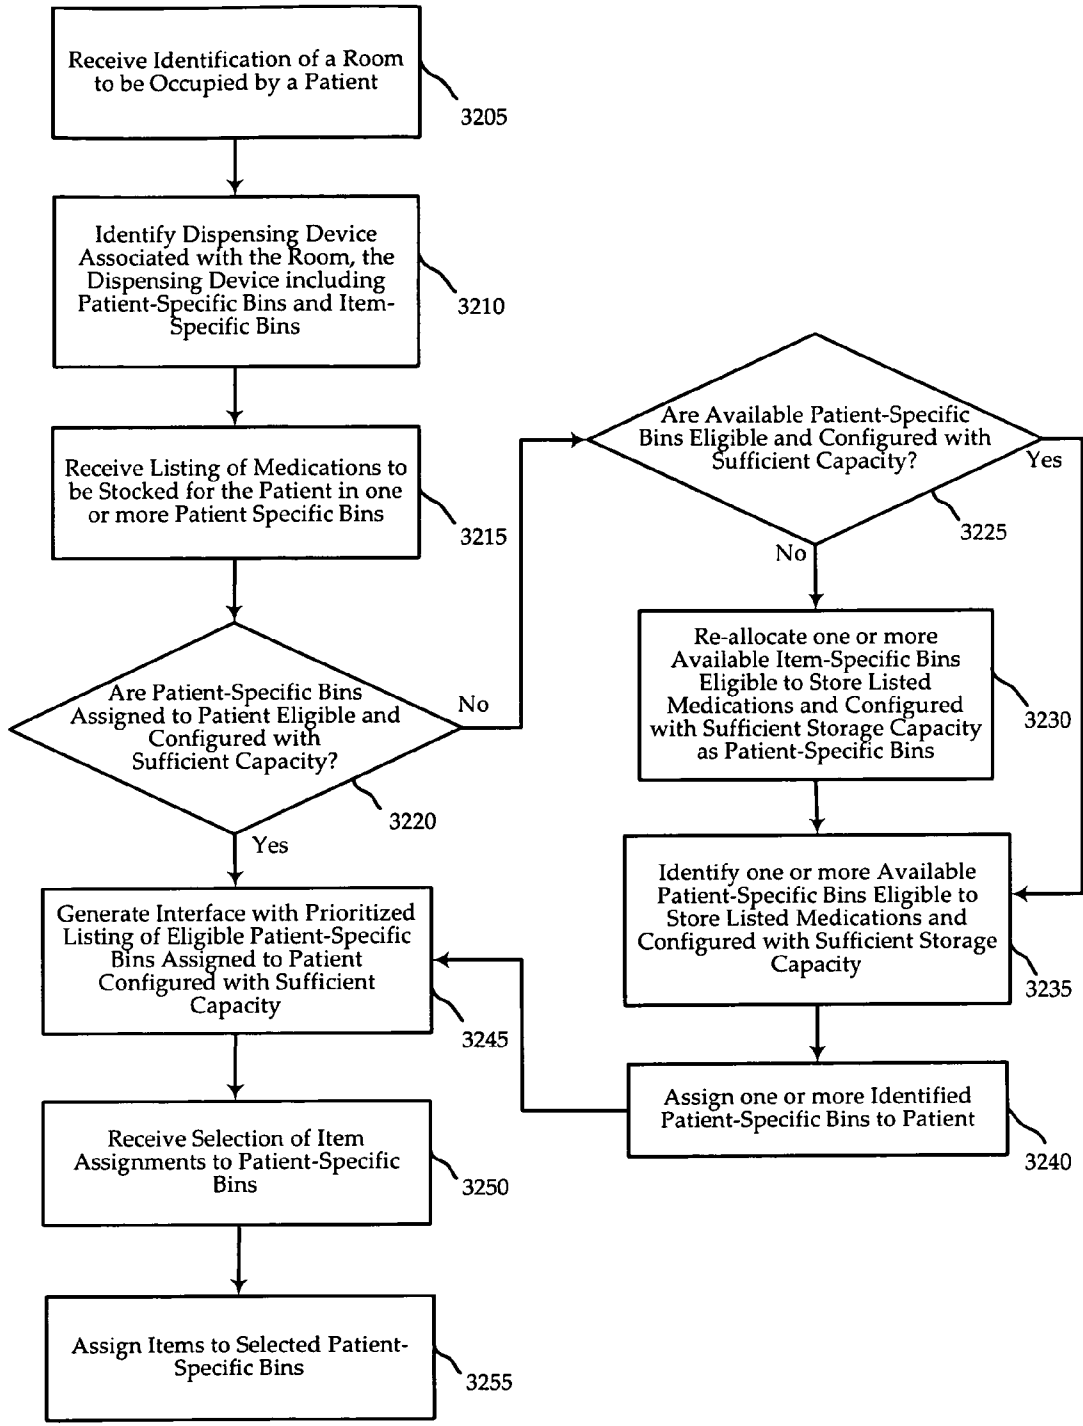 Receive Identification of a Room
to be Occupied by a Patient
3205
Identify Dispensing Device
Associated with the Room, the
Dispensing Device including
Patient-Specific Bins and Item-
Specific Bins
3210
Receive Listing of Medications to
be Stocked for the Patient in one
or more Patient Specific Bins
3215
Are Patient-Specific Bins
Assigned to Patient Eligible and
Configured with
Sufficient Capacity?
No
3220
Yes
Are Available Patient-Specific
Bins Eligible and Configured with
Sufficient Capacity?
Yes
3225
No
Re-allocate one or more
Available Item-Specific Bins
Eligible to Store Listed
Medications and Configured
with Sufficient Storage Capacity
as Patient-Specific Bins
3230
Identify one or more Available
Patient-Specific Bins Eligible to
Store Listed Medications and
Configured with Sufficient Storage
Capacity
3235
Assign one or more Identified
Patient-Specific Bins to Patient
3240
Generate Interface with Prioritized
Listing of Eligible Patient-Specific
Bins Assigned to Patient
Configured with Sufficient
Capacity
3245
Receive Selection of Item
Assignments to Patient-Specific
Bins
3250
Assign Items to Selected Patient-
Specific Bins
3255